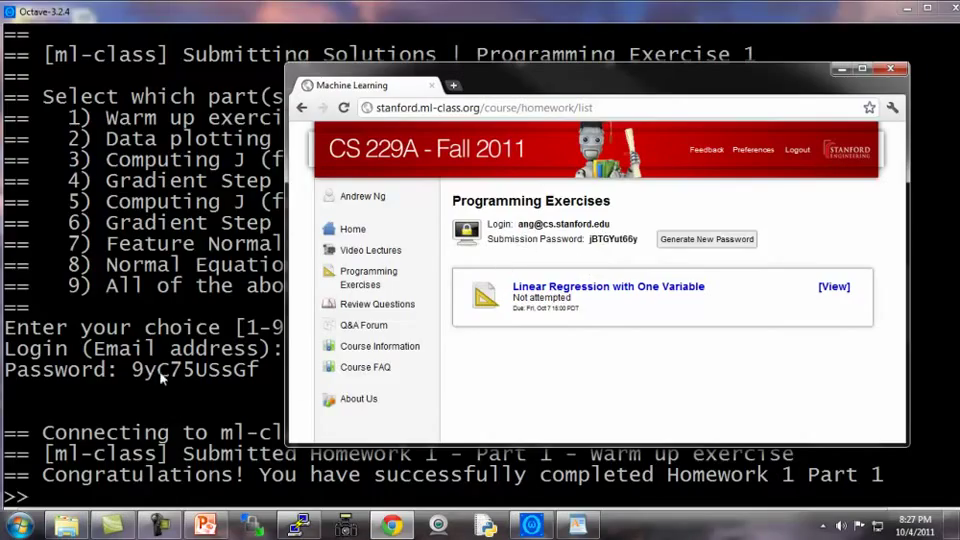 Octave-3.2.4
==
== [ml-class] Submitting Solutions | Programming Exercise 1
==
== Select which part(s
1) Warm up exerci
2) Data plotting
3) Computing J (f
4) Gradient Step
5) Computing J (f
6) Gradient Step
7) Feature Normal
8) Normal Equatio
9) All of the abo
==
Enter your choice [1-9
Login (Email address):
Password: 9yC75USsGf
== Connecting to ml-cl
== [ml-class] Submitted Homework 1 - Part 1 - Warm up exercise
== Congratulations! You have successfully completed Homework 1 Part 1
>>
Machine Learning
stanford.ml-class.org/course/homework/list
CS 229A - Fall 2011
Feedback Preferences Logout
STANFORD
ENGINEERING
Andrew Ng
Home
Video Lectures
Programming
Exercises
Review Questions
Q&A Forum
Course Information
Course FAQ
About Us
Programming Exercises
Login: ang@cs.stanford.edu
Submission Password: jBTGYut66y
Generate New Password
Linear Regression with One Variable [View]
Not attempted
Due: Fri, Oct 7 18:00 PDT
8:27 PM
10/4/2011